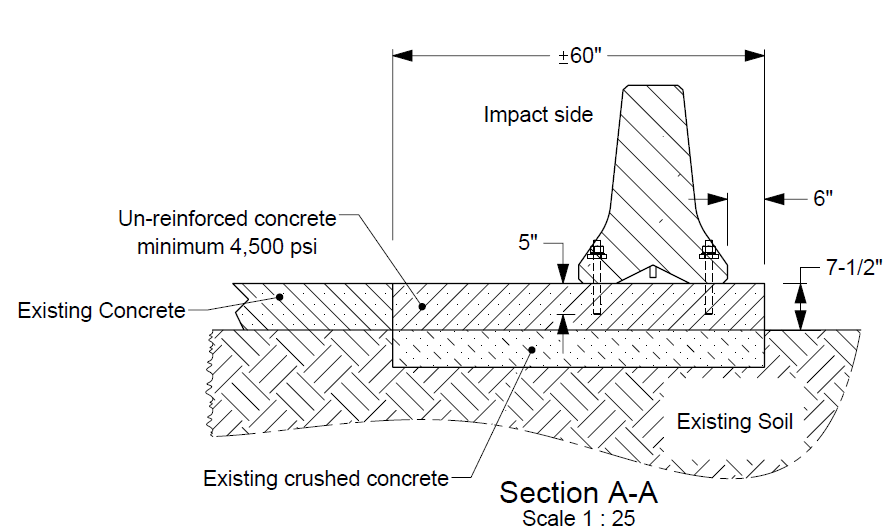 ±60"
Impact side
6"
Un-reinforced concrete
minimum 4,500 psi
5"
7-1/2"
Existing Concrete
Existing Soil
Existing crushed concrete
Section A-A
Scale 1 : 25